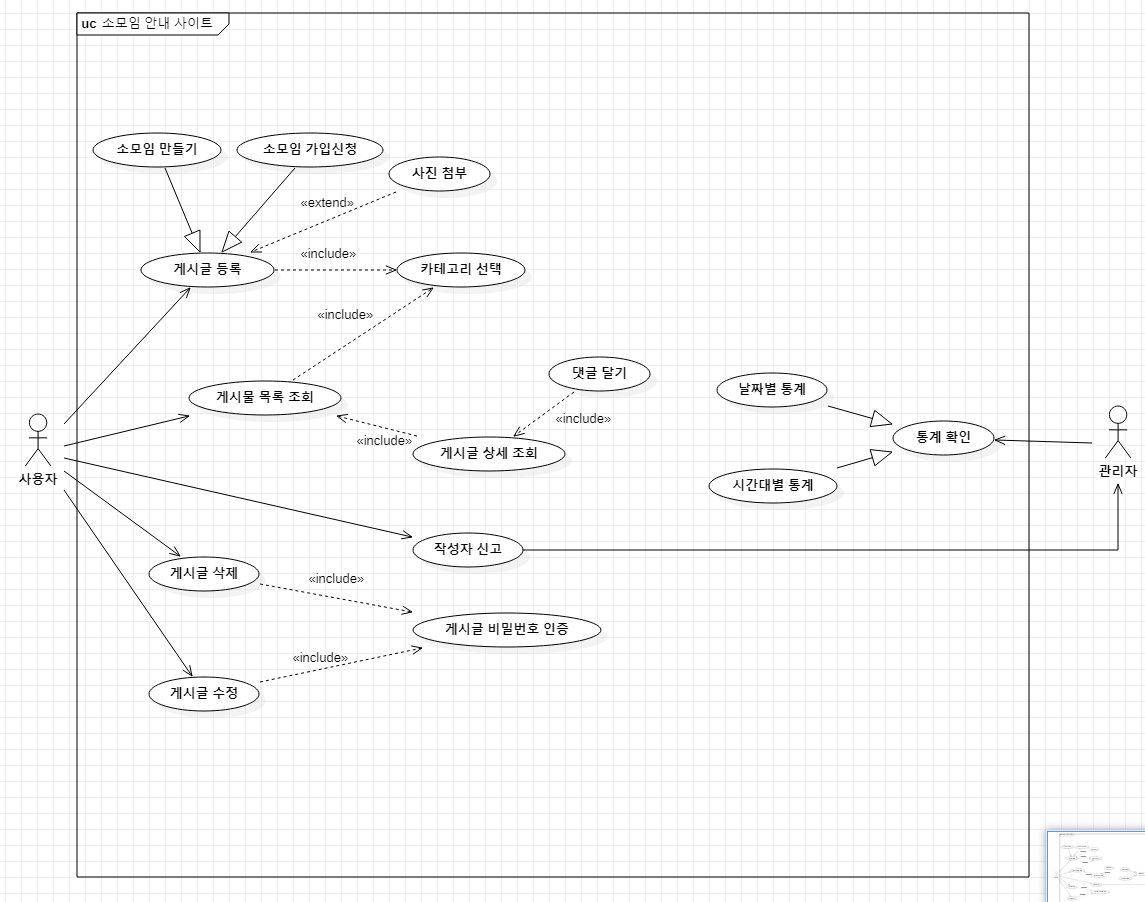 uc 소모임 안내 사이트
소모임 만들기
소모임 가입신청
사진 첨부
«extend»
«include»
게시글 등록
카테고리 선택
«include»
댓글 달기
날짜별 통계
게시물 목록 조회
«include»
통계 확인
«include»
게시글 상세 조회
사용자
관리자
시간대별 통계
작성자 신고
게시글 삭제
«include»
게시글 비밀번호 인증
«include»
게시글 수정